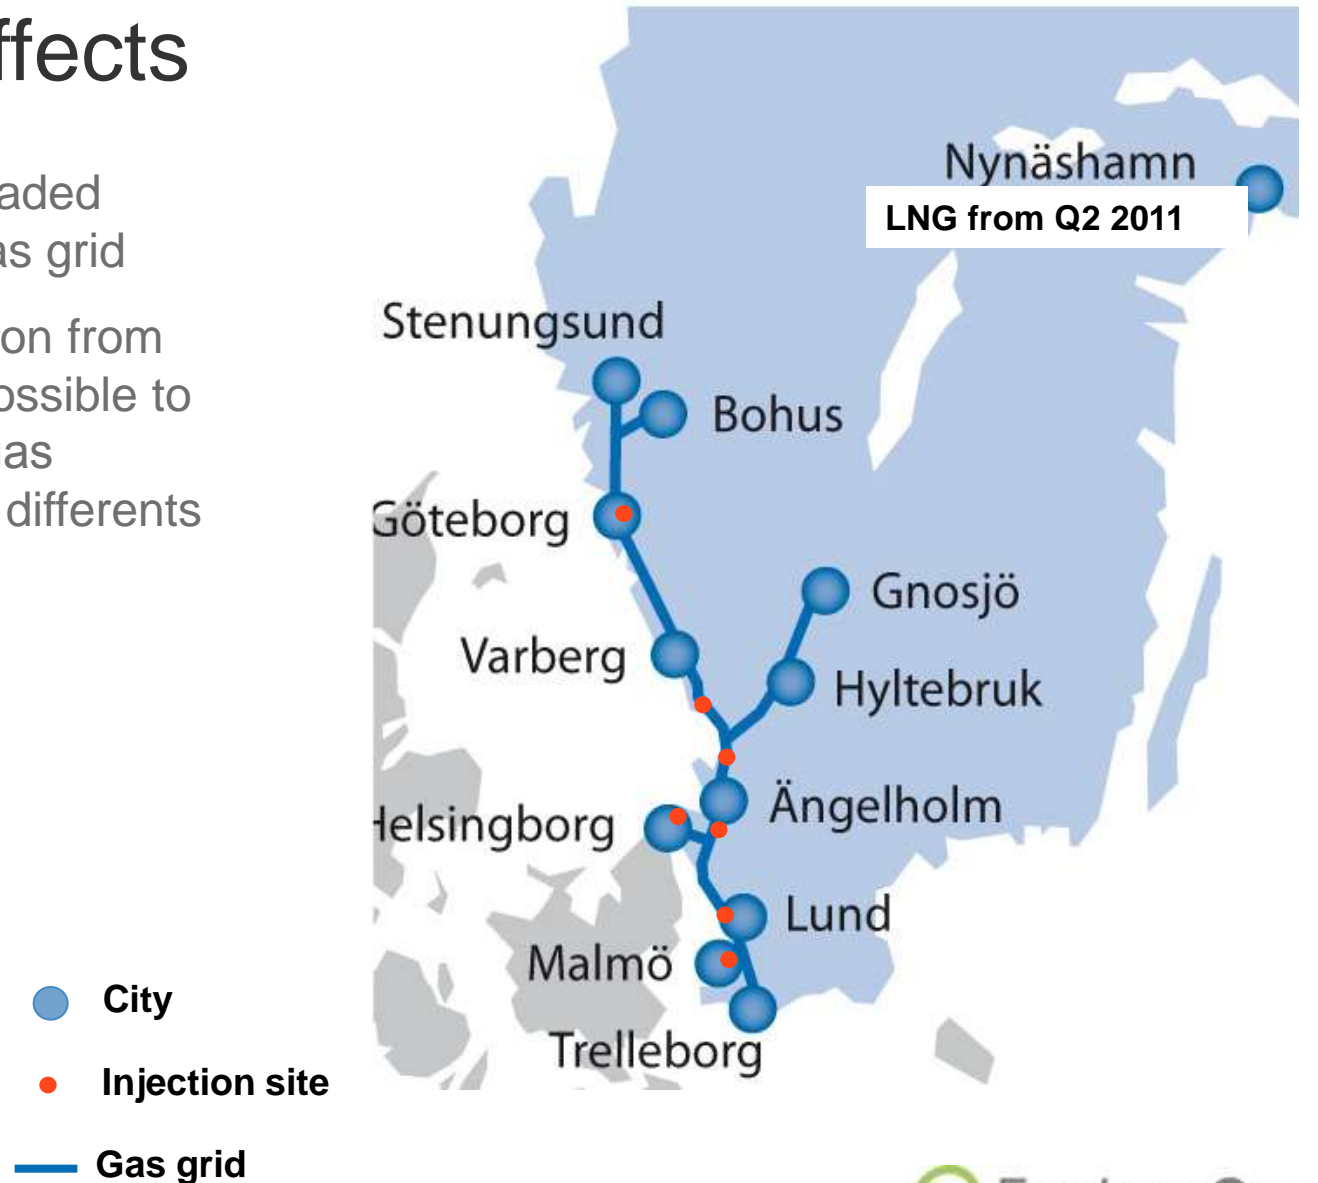 ffects
aded
as grid
on from
ossible to
gas
differents
Nynäshamn
LNG from Q2 2011
Stenungsund
Bohus
Göteborg
Gnosjö
Varberg
Hyltebruk
Ängelholm
Helsingborg
Lund
Malmö
Trelleborg
City
Injection site
Gas grid